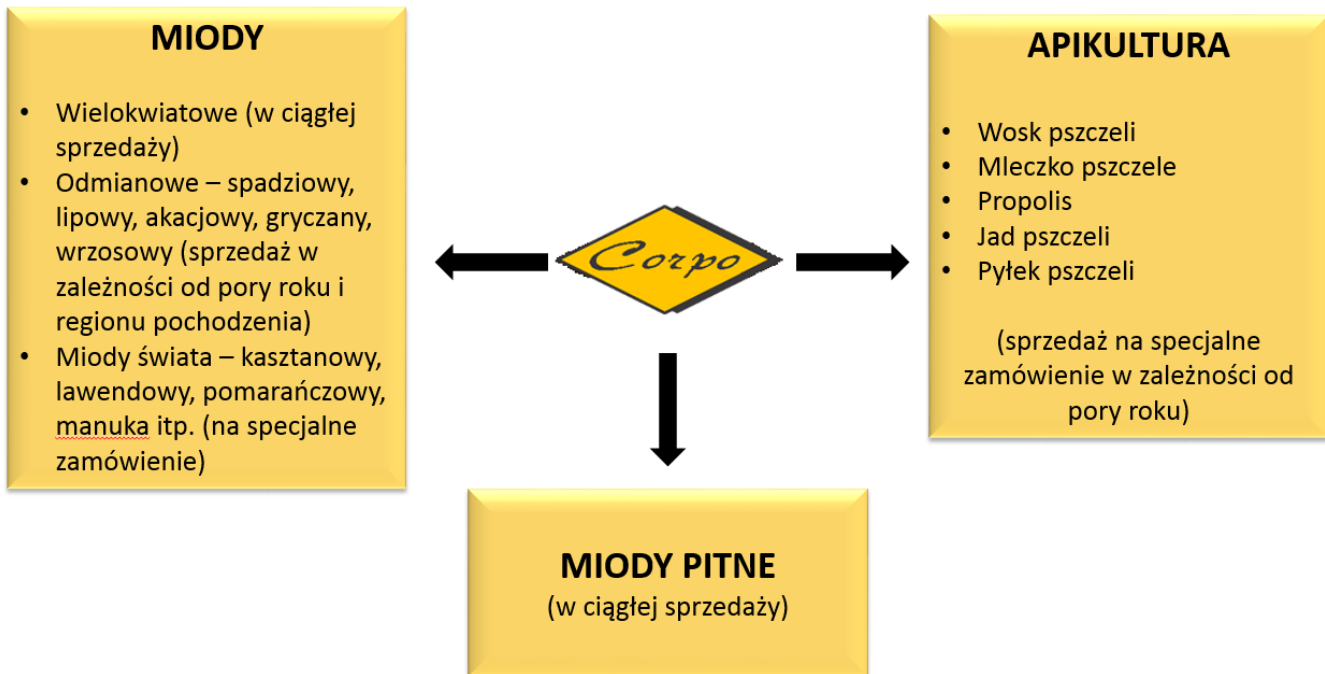 MIODY
• Wielokwiatowe (w ciągłej
sprzedaży)
• Odmianowe – spadziowy,
lipowy, akacjowy, gryczany,
wrzosowy (sprzedaż w
zależności od pory roku i
regionu pochodzenia)
• Miody świata – kasztanowy,
lawendowy, pomarańczowy,
manuka itp. (na specjalne
zamówienie)
Corpo
APIKULTURA
• Wosk pszczeli
• Mleczko pszczele
• Propolis
• Jad pszczeli
• Pyłek pszczeli
(sprzedaż na specjalne
zamówienie w zależności od
pory roku)
MIODY PITNE
(w ciągłej sprzedaży)